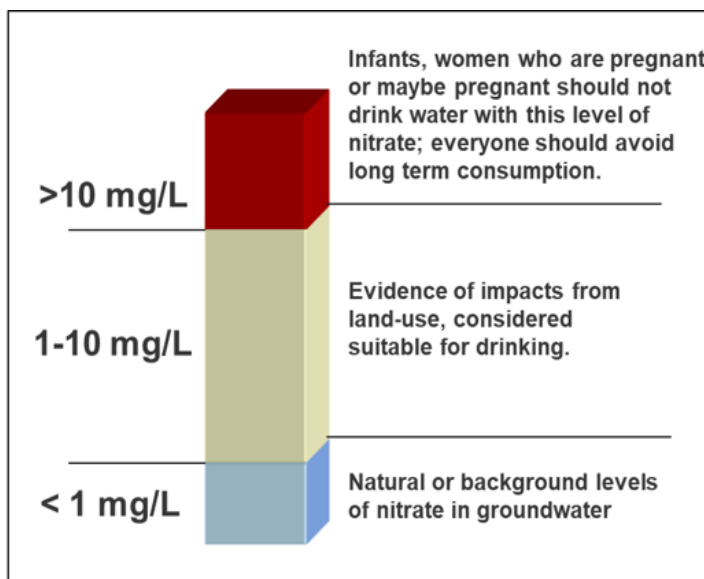 Infants, women who are pregnant
or maybe pregnant should not
drink water with this level of
nitrate; everyone should avoid
long term consumption.
>10 mg/L
Evidence of impacts from
land-use, considered
suitable for drinking.
1-10 mg/L
Natural or background levels
of nitrate in groundwater
< 1 mg/L